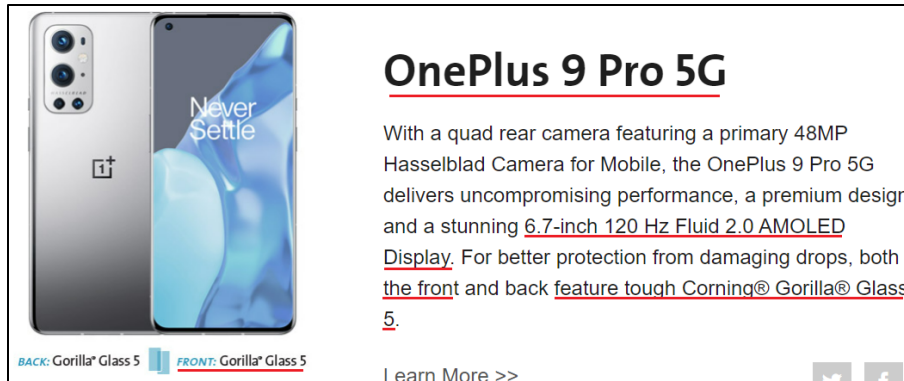 HASSELBLAD
Never
Settle
BACK: Gorilla® Glass 5
FRONT: Gorilla® Glass 5
OnePlus 9 Pro 5G
With a quad rear camera featuring a primary 48MP
Hasselblad Camera for Mobile, the OnePlus 9 Pro 5G
delivers uncompromising performance, a premium design
and a stunning 6.7-inch 120 Hz Fluid 2.0 AMOLED
Display. For better protection from damaging drops, both
the front and back feature tough Corning® Gorilla® Glass
5.
Learn More >>